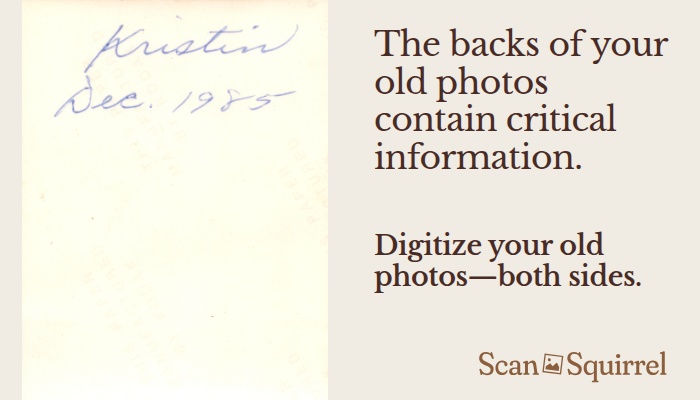 Kristin
Dec. 1985
The backs of your
old photos
contain critical
information.
Digitize your old
photos—both sides.
Scan Squirrel